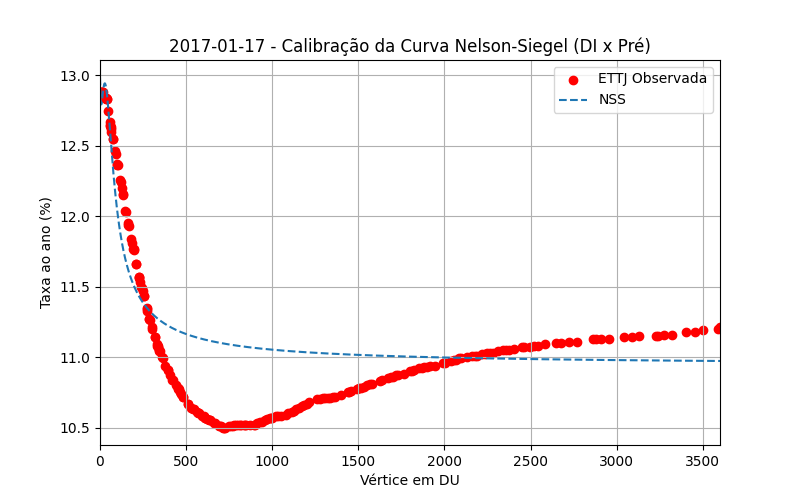 2017-01-17 - Calibração da Curva Nelson-Siegel (DI x Pré)
ETTJ Observada
NSS
Taxa ao ano (%)
13.0
12.5
12.0
11.5
11.0
10.5
0 500 1000 1500 2000 2500 3000 3500
Vértice em DU